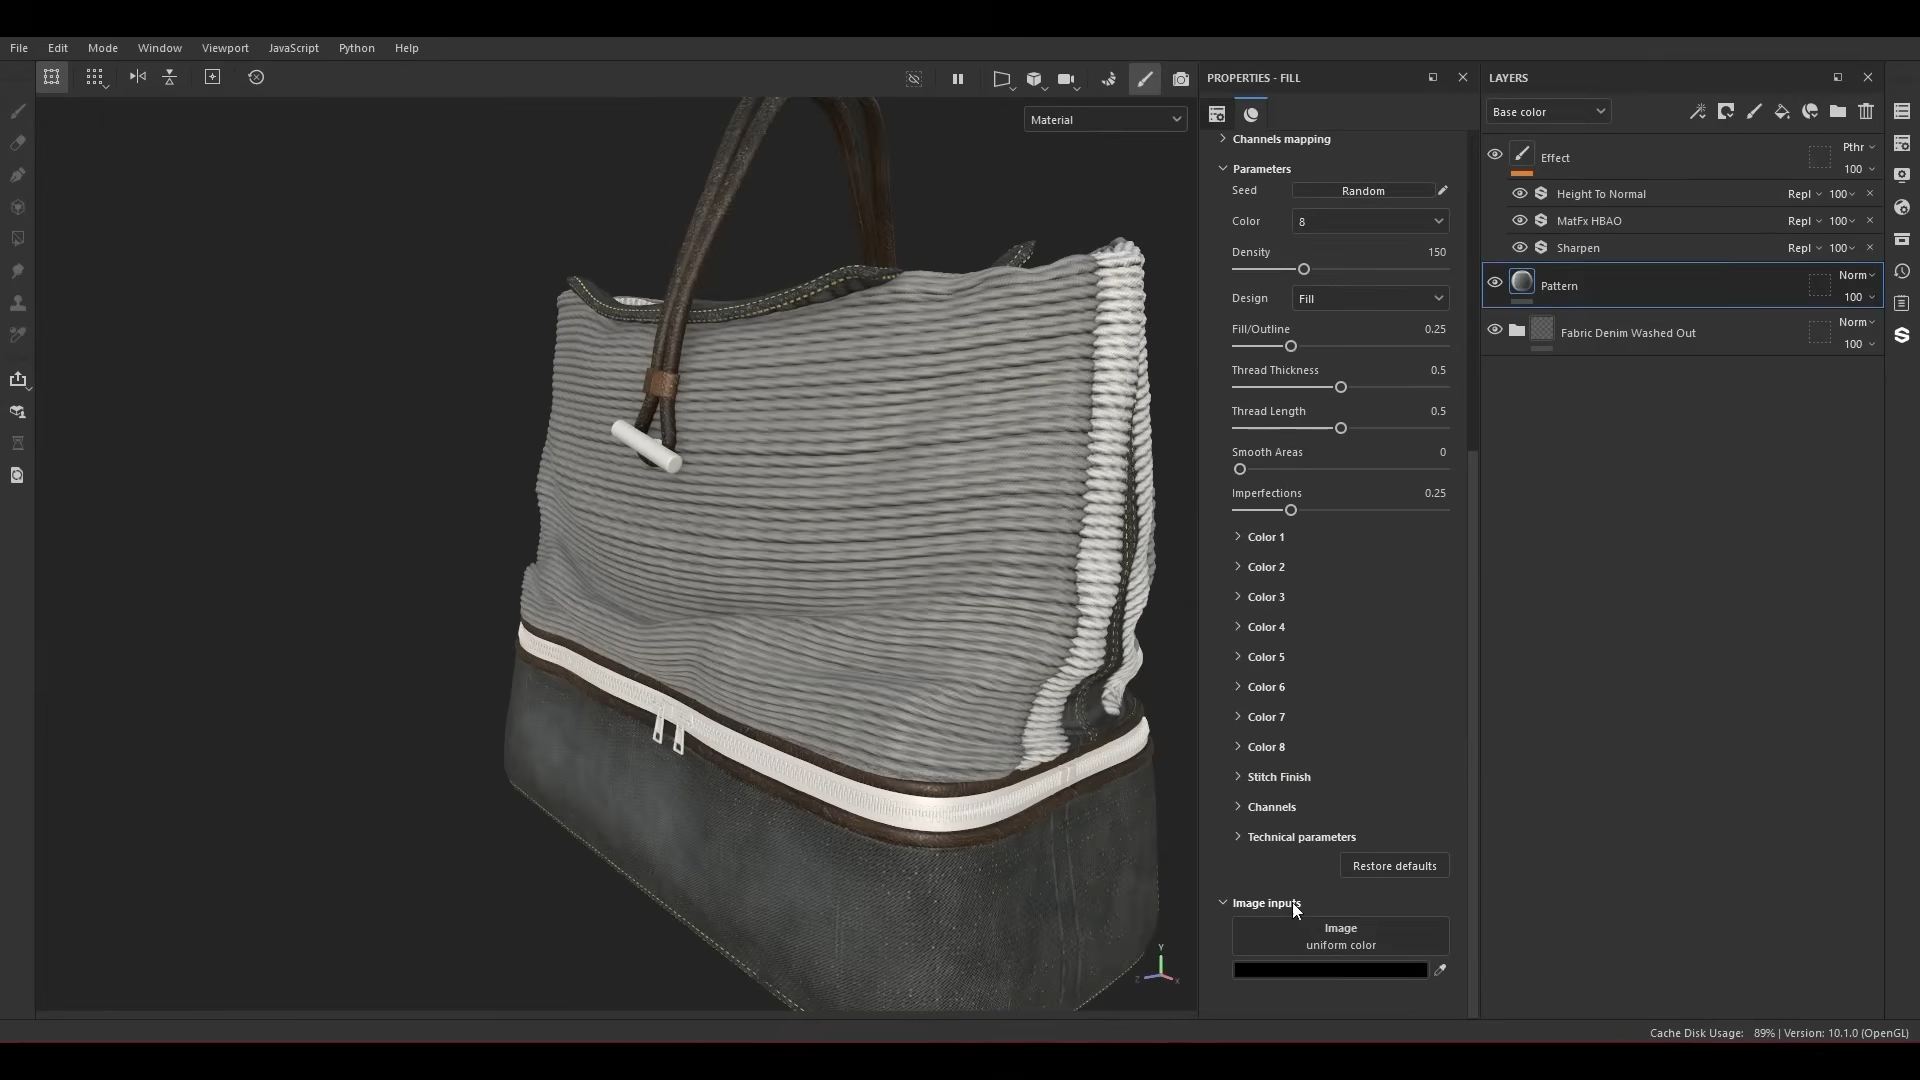 File Edit Mode Window Viewport JavaScript Python Help
Material
PROPERTIES - FILL
Channels mapping
Parameters
Seed Random
Color 8
Density 150
Design Fill
Fill/Outline 0.25
Thread Thickness 0.5
Thread Length 0.5
Smooth Areas 0
Imperfections 0.25
Color 1
Color 2
Color 3
Color 4
Color 5
Color 6
Color 7
Color 8
Stitch Finish
Channels
Technical parameters
Restore defaults
Image inputs
Image
uniform color
LAYERS
Base color
Effect Pthr
100
Height To Normal Repl 100
MatFx HBAO Repl 100
Sharpen Repl 100
Pattern Norm
100
Fabric Denim Washed Out Norm
100
Y
Z X
Cache Disk Usage: 89% | Version: 10.1.0 (OpenGL)